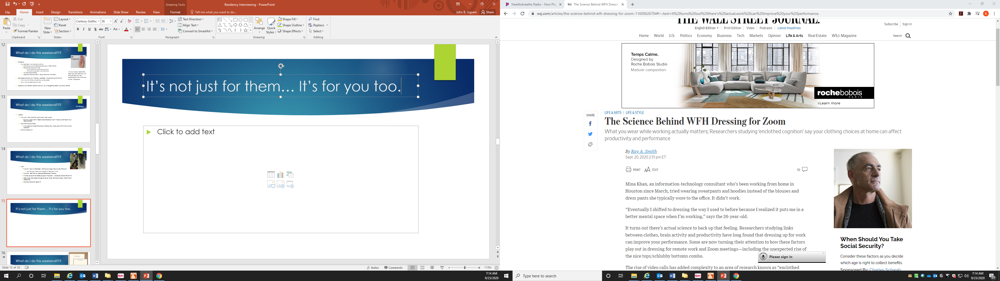 Drawing Tools
Residency Interviewing - PowerPoint
File Home Insert Design Transitions Animations Slide Show Review View Format Tell me what you want to do...
John B. Ingram Share
Paste
Cut
Copy
Format Painter
Clipboard
New
Slide
Layout
Reset
Section
Slides
Century Gothic 36
Font
Text Direction
Align Text
Convert to SmartArt
Paragraph
Arrange
Quick
Styles
Shape Fill
Shape Outline
Shape Effects
Drawing
Find
Replace
Select
Editing
12
What do I do this weekend???
Be
Prepared
13
What do I do this weekend???
14
What do I do this weekend???
15
It's not just for them... It's for you too.
16
What do I do this weekend???
It's not just for them... It's for you too.
Click to add text
Slide 15 of 30
Notes Comments 115%
7:14 AM
9/23/2020
Needtobreathe Radio - Now Play
The Science Behind WFH Dressin
wsj.com/articles/the-science-behind-wfh-dressing-for-zoom-11600626704#:~:text=It%20turns%20out%20there's%20actual,work%20can%20improve%20your%20performance.
THE WALL STREET JOURNAL.
English Edition Print Edition Video Podcasts Latest Headlines
Subscribe Sign In
Home World U.S. Politics Economy Business Tech Markets Opinion Life & Arts Real Estate WSJ. Magazine
Search
Temps Calme.
Designed by
Roche Bobois Studio
Modular composition.
rochebobois
PARIS
>Learn more
SHARE
LIFE & ARTS | LIFE & STYLE
The Science Behind WFH Dressing for Zoom
What you wear while working actually matters; Researchers studying ‘enclothed cognition’ say your clothing choices at home can affect
productivity and performance
By Ray A. Smith
Sept. 20, 2020 2:31 pm ET
PRINT TEXT
50
Mina Khan, an information-technology consultant who’s been working from home in
Houston since March, tried wearing sweatpants and hoodies instead of the blouses and
dress pants she typically wore to the office. It didn’t work.
“Eventually I shifted to dressing the way I used to before because I realized it puts me in a
better mental space when I’m working,” says the 26-year-old.
It turns out there’s actual science to back up that feeling. Researchers studying links
between clothes, brain activity and productivity have long found that dressing up for work
can improve your performance. Some are now turning their attention to how these factors
play out in dressing for remote work and Zoom meetings—including the unexpected rise of
the nice tops/schlubby bottoms combo.
The rise of video calls has added complexity to an area of research known as “enclothed
Please sign in
When Should You Take
Social Security?
Consider these factors as you decide
which age is right to collect benefits.
Sponsored By: Charles Schwab
Type here to search
7:14 AM
9/23/2020